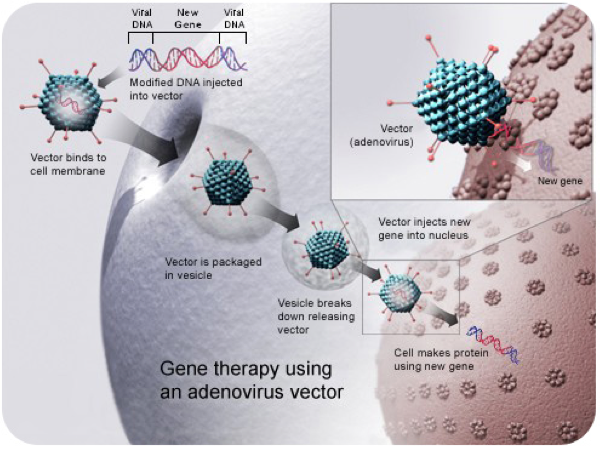 Viral DNA
New Gene
Viral DNA
Modified DNA injected
into vector
Vector binds to
cell membrane
Vector is packaged
in vesicle
Vesicle breaks
down releasing
vector
Vector
(adenovirus)
New gene
Vector injects new
gene into nucleus
Cell makes protein
using new gene
Gene therapy using
an adenovirus vector